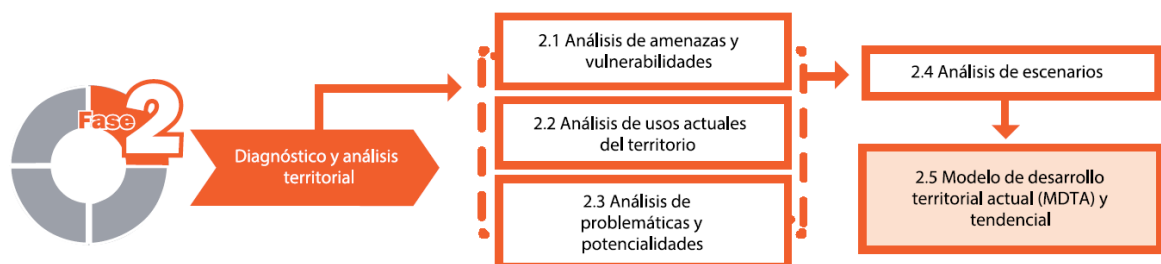 Fase 2
Diagnóstico y análisis
territorial
2.1 Análisis de amenazas y
vulnerabilidades
2.2 Análisis de usos actuales
del territorio
2.3 Análisis de
problemáticas y
potencialidades
2.4 Análisis de escenarios
2.5 Modelo de desarrollo
territorial actual (MDTA) y
tendencial